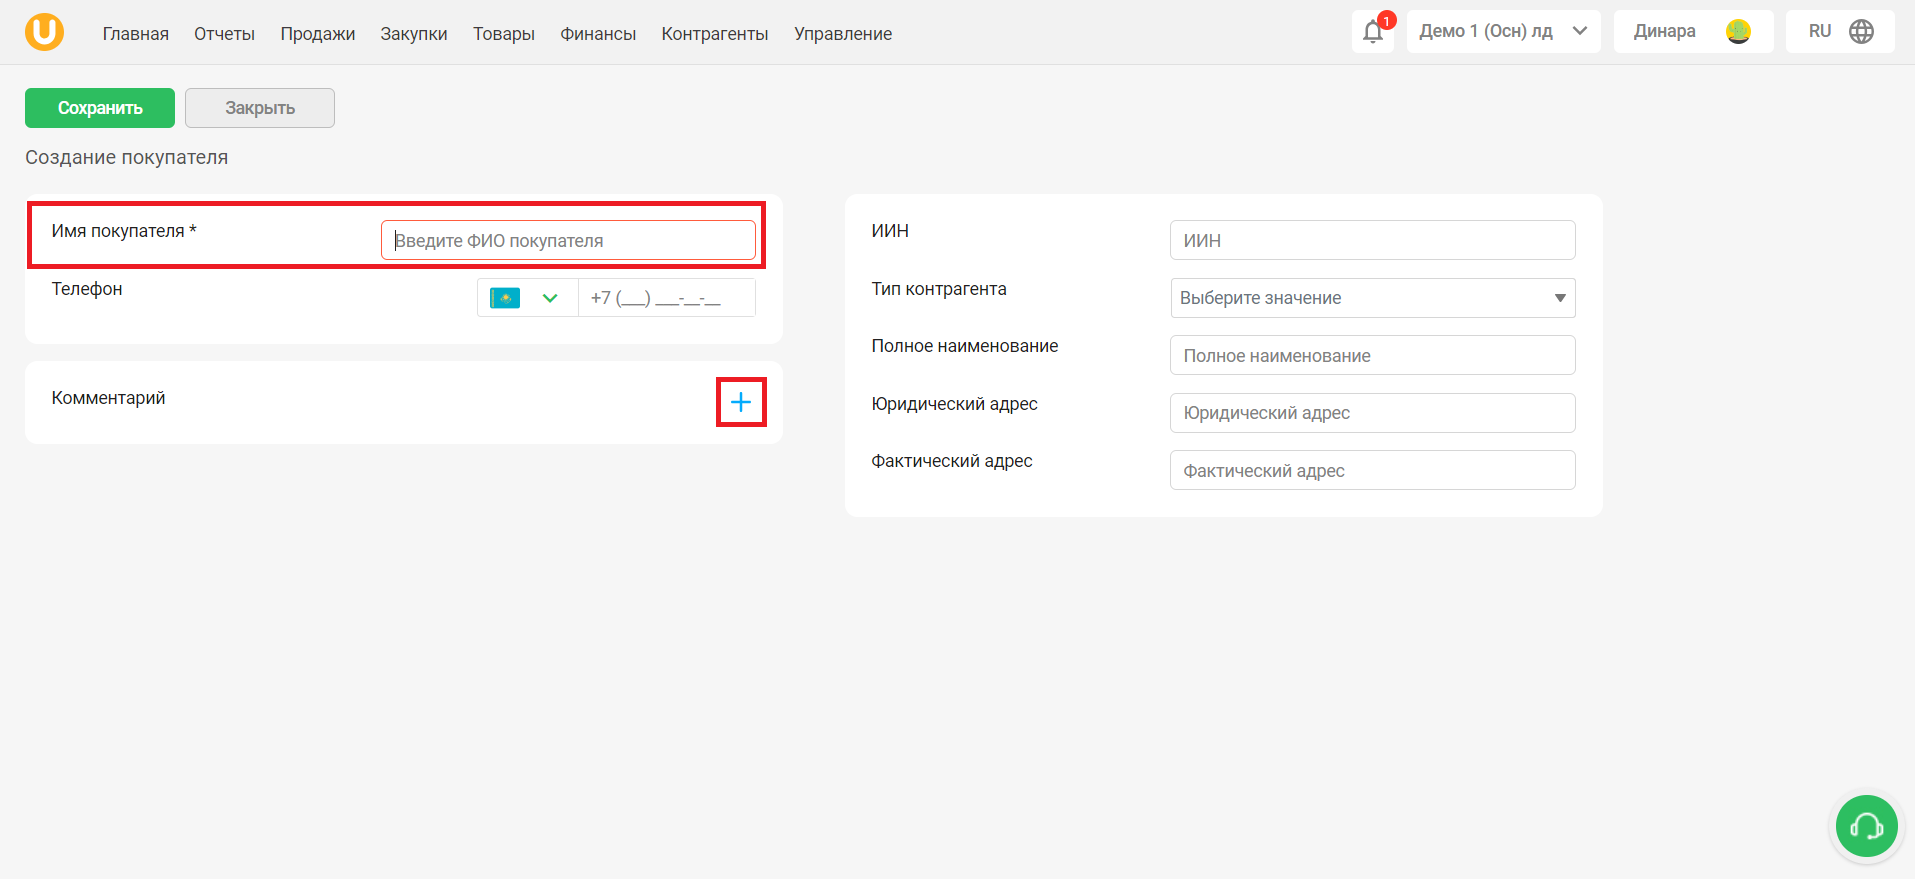 U Главная Отчеты Продажи Закупки Товары Финансы Контрагенты Управление 1 Демо 1 (Осн) лд Динара RU
Сохранить Закрыть
Создание покупателя
Имя покупателя * Введите ФИО покупателя
Телефон +7 (___) ___-__-__
Комментарий
ИИН ИИН
Тип контрагента Выберите значение
Полное наименование Полное наименование
Юридический адрес Юридический адрес
Фактический адрес Фактический адрес